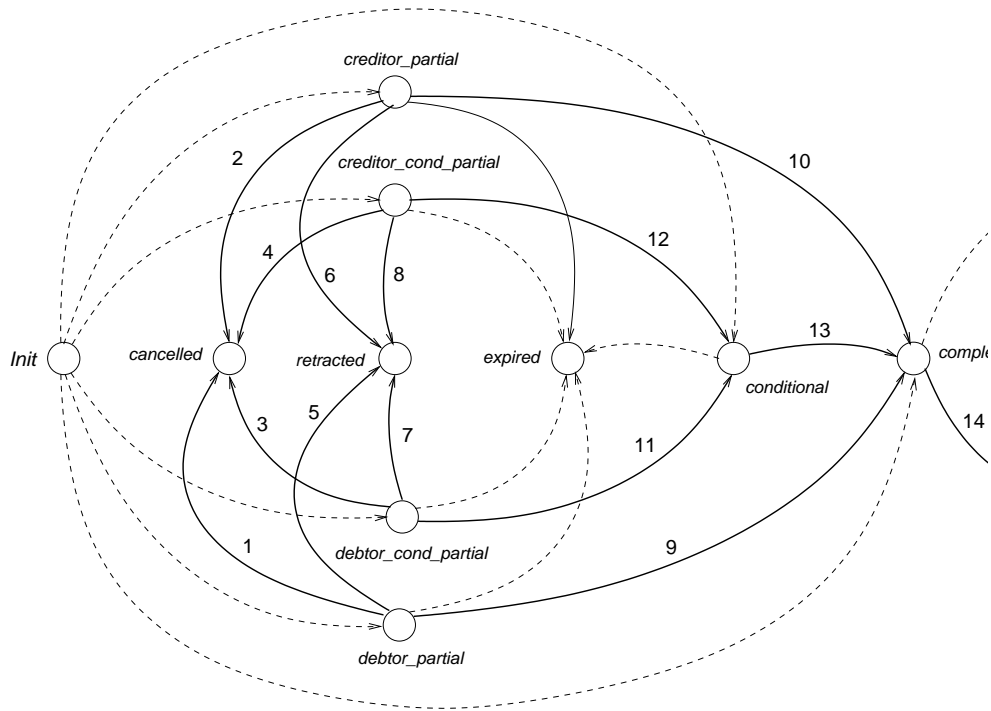 creditor_partial
2
creditor_cond_partial
10
12
4
6
8
Init
cancelled
retracted
expired
13
conditional
comple
5
3
7
11
14
1
debtor_cond_partial
9
debtor_partial